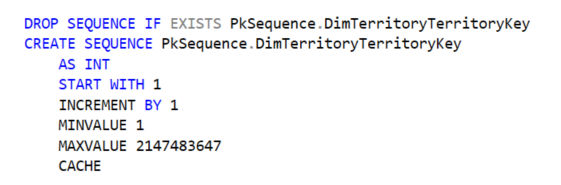 DROP SEQUENCE IF EXISTS PkSequence.DimTerritoryTerritoryKey
CREATE SEQUENCE PkSequence.DimTerritoryTerritoryKey
    AS INT
    START WITH 1
    INCREMENT BY 1
    MINVALUE 1
    MAXVALUE 2147483647
    CACHE